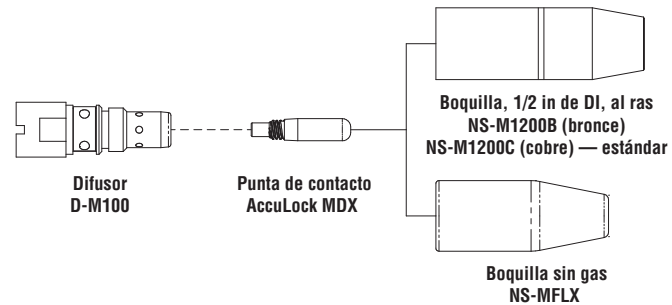 Boquilla, 1/2 in de DI, al ras
NS-M1200B (bronce)
NS-M1200C (cobre) — estándar
Difusor
D-M100
Punta de contacto
AccuLock MDX
Boquilla sin gas
NS-MFLX